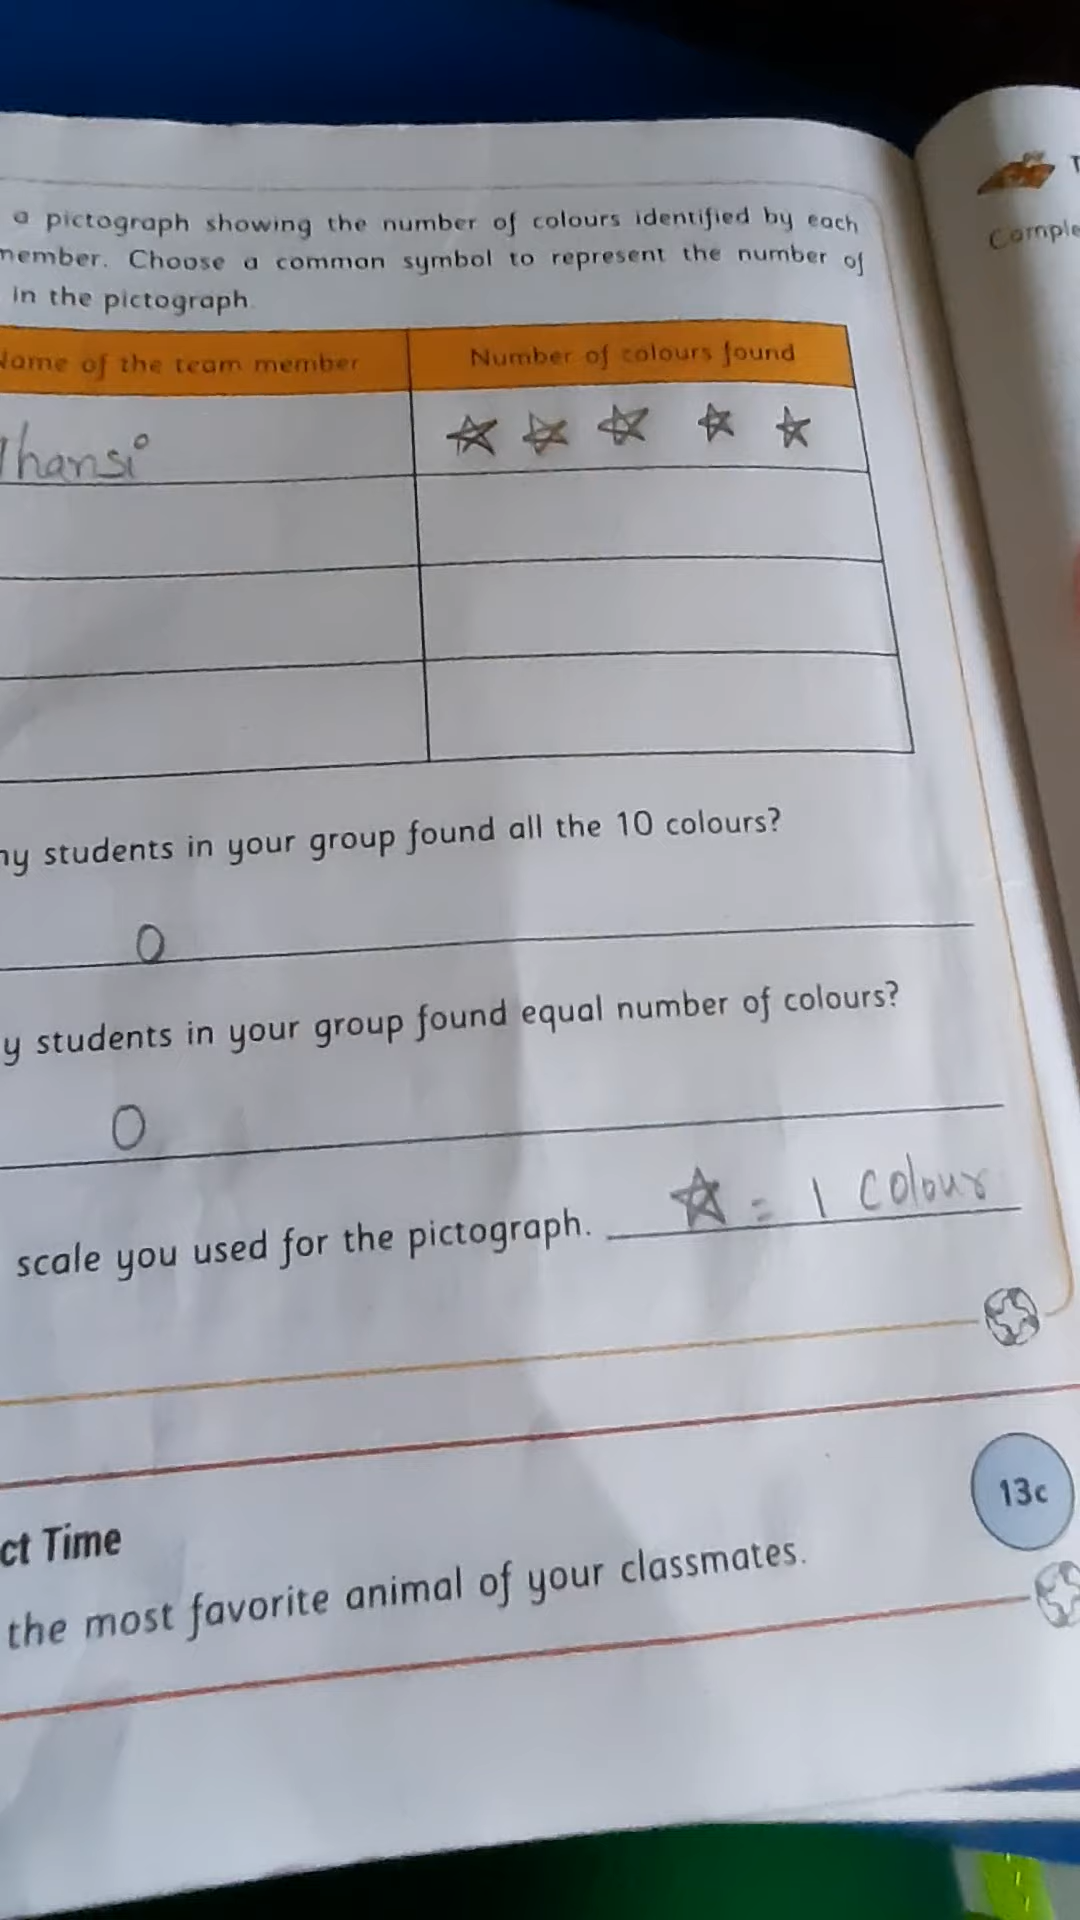 a pictograph showing the number of colours identified by each
member. Choose a common symbol to represent the number of
in the pictograph.
Name of the team member Number of colours found
Jhansi
ny students in your group found all the 10 colours?
0
y students in your group found equal number of colours?
0
scale you used for the pictograph. = 1 Colour
ct Time
13c
the most favorite animal of your classmates.
T
Comple